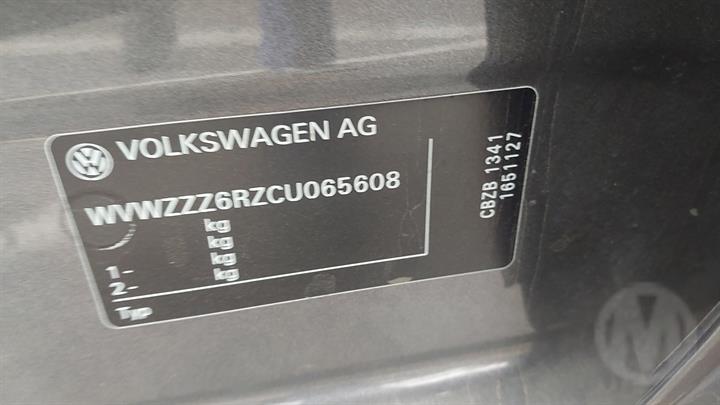 VOLKSWAGEN AG
WVWZZZ6RZCU065608
kg
kg
1- kg
2- kg
Typ
CBZB 1341
1651127